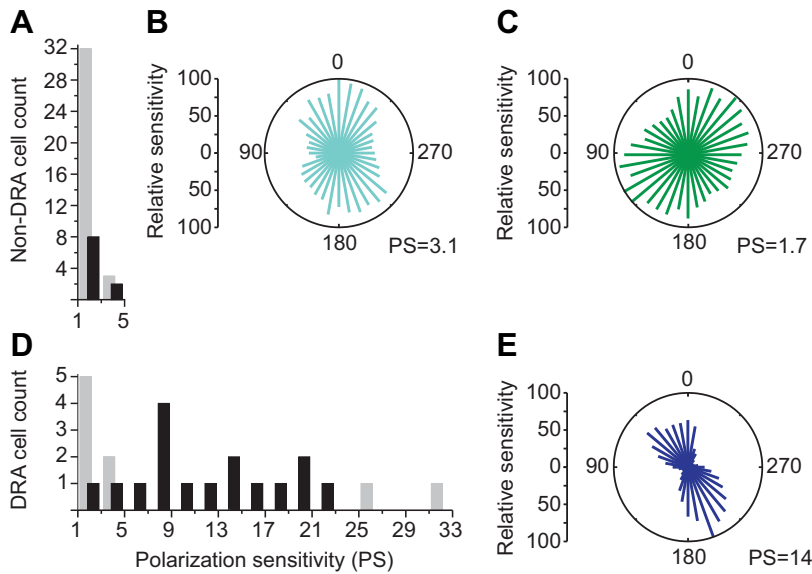 A
Non-DRA cell count
32
28
24
20
16
12
8
4
1 5
B
Relative sensitivity
100
50
0
50
100
0
90
270
180
PS=3.1
C
Relative sensitivity
100
50
0
50
100
0
90
270
180
PS=1.7
D
DRA cell count
5
4
3
2
1
1 5 9 13 17 21 25 29 33
Polarization sensitivity (PS)
E
Relative sensitivity
100
50
0
50
100
0
90
270
180
PS=14